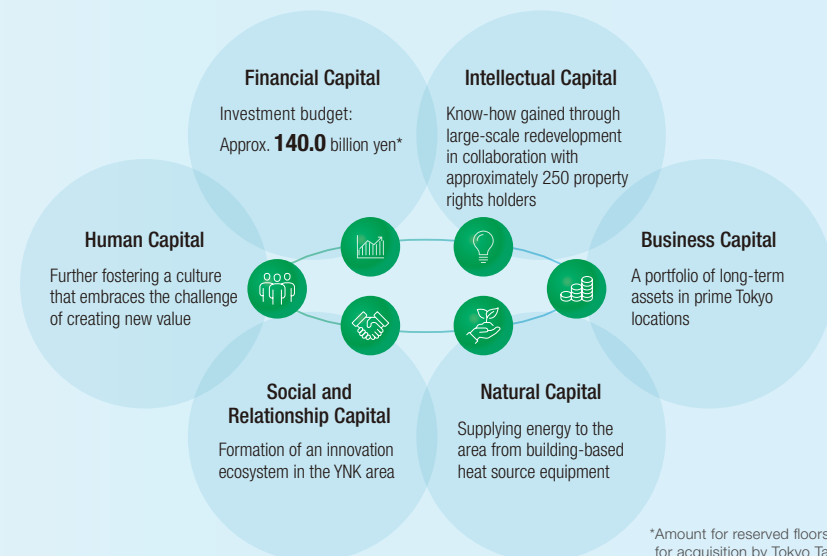 Financial Capital
Investment budget:
Approx. 140.0 billion yen*
Intellectual Capital
Know-how gained through
large-scale redevelopment
in collaboration with
approximately 250 property
rights holders
Human Capital
Further fostering a culture
that embraces the challenge
of creating new value
Business Capital
A portfolio of long-term
assets in prime Tokyo
locations
Social and
Relationship Capital
Formation of an innovation
ecosystem in the YNK area
Natural Capital
Supplying energy to the
area from building-based
heat source equipment
*Amount for reserved floors
for acquisition by Tokyo